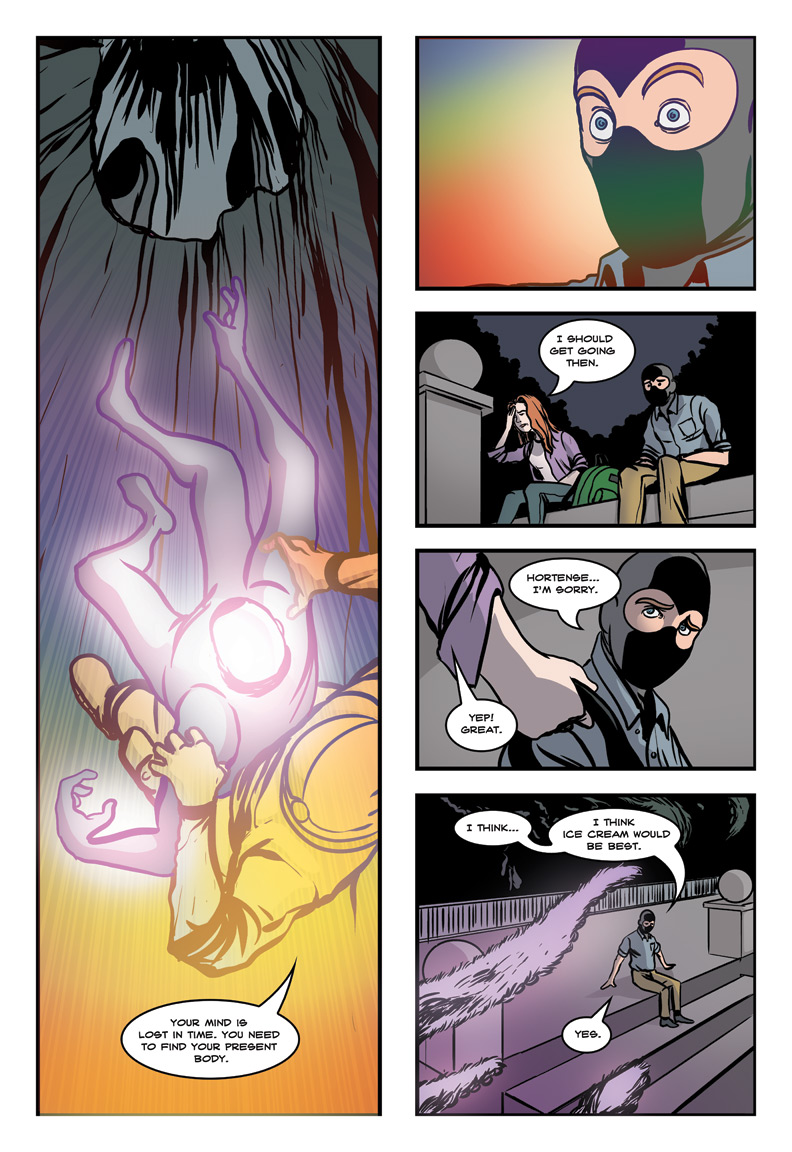 YOUR MIND IS
LOST IN TIME. YOU NEED
TO FIND YOUR PRESENT
BODY.
I SHOULD
GET GOING
THEN.
HORTENSE...
I'M SORRY.
YEP!
GREAT.
I THINK...
I THINK
ICE CREAM WOULD
BE BEST.
YES.